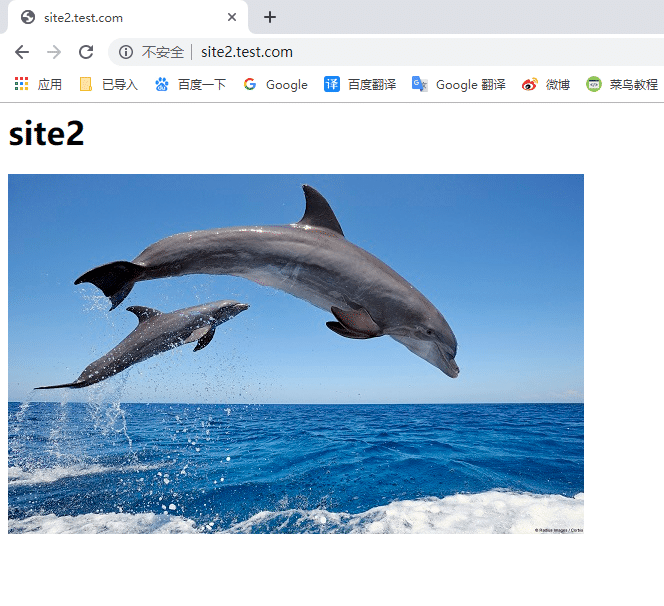 site2.test.com
不安全 site2.test.com
应用 已导入 百度一下 Google 译 百度翻译 Google 翻译 微博 菜鸟教程
site2
© Radius Images / Corbis